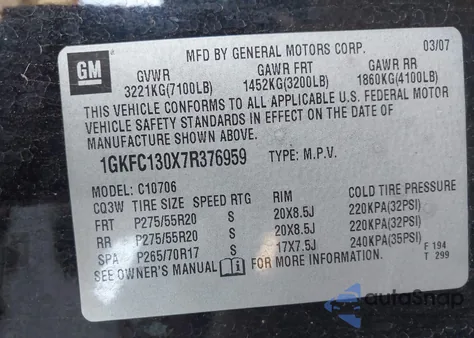 GM
MFD BY GENERAL MOTORS CORP. 03/07
GVWR GAWR FRT GAWR RR
3221KG(7100LB) 1452KG(3200LB) 1860KG(4100LB)
THIS VEHICLE CONFORMS TO ALL APPLICABLE U.S. FEDERAL MOTOR
VEHICLE SAFETY STANDARDS IN EFFECT ON THE DATE OF
MANUFACTURE SHOWN ABOVE.
1GKFC130X7R376959 TYPE: M.P.V.
MODEL: C10706
CQ3W TIRE SIZE SPEED RTG RIM COLD TIRE PRESSURE
FRT P275/55R20 S 20X8.5J 220KPA(32PSI)
RR P275/55R20 S 20X8.5J 220KPA(32PSI)
SPA P265/70R17 S 17X7.5J 240KPA(35PSI)
SEE OWNER'S MANUAL FOR MORE INFORMATION. F 194
T 299
autoSnap